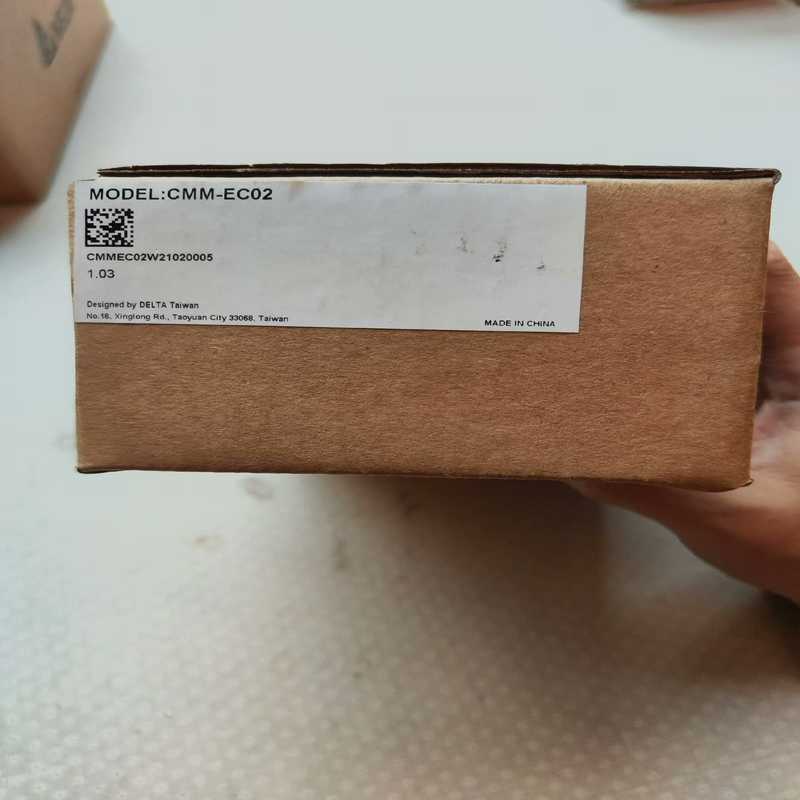 MODEL:CMM-EC02
CMMEC02W21020005
1.03
Designed by DELTA Taiwan
No.18, Xinglong Rd., Taoyuan City 33068, Taiwan
MADE IN CHINA